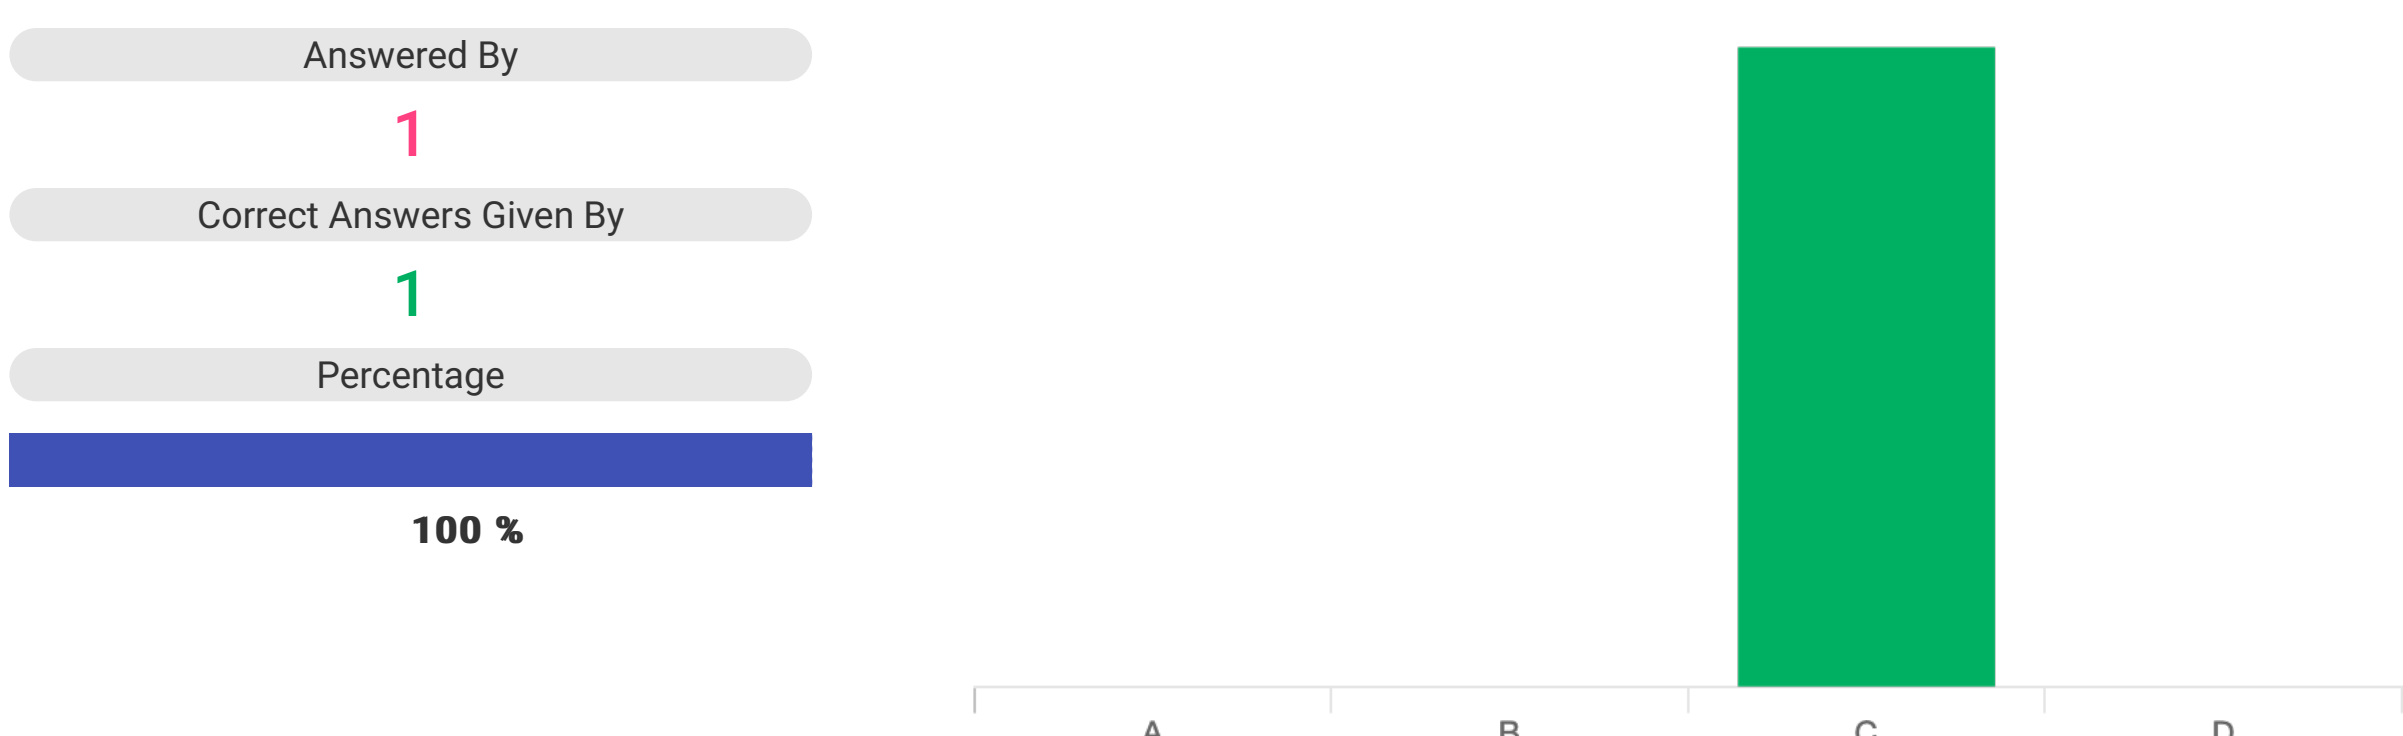 Answered By
1
Correct Answers Given By
1
Percentage
100 %
A B C D